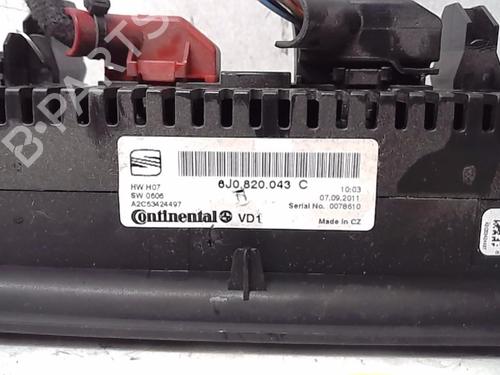 B-PARTS
6J0 820.043 C
HW H07
SW 0606
A2C53424497
10:03
07.09.2011
Serial No. 0078610
Continental VD1
Made in CZ